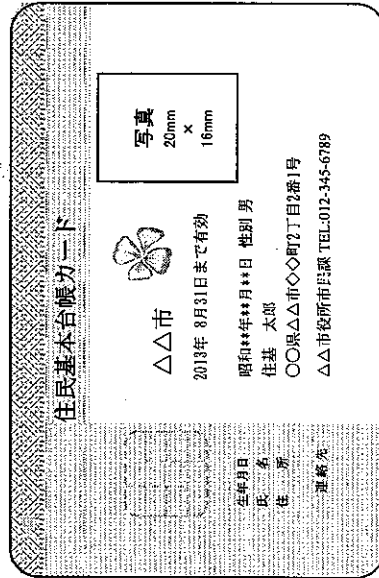 住民基本台帳カード
写真
20mm
×
16mm
△△市
2013年 8月31日まで有効
生年月日 昭和**年**月**日 性別 男
氏 名 住基 太郎
住 所 〇〇県△△市◇◇町2丁目2番1号
連絡先 △△市役所市民課 TEL:012-345-6789